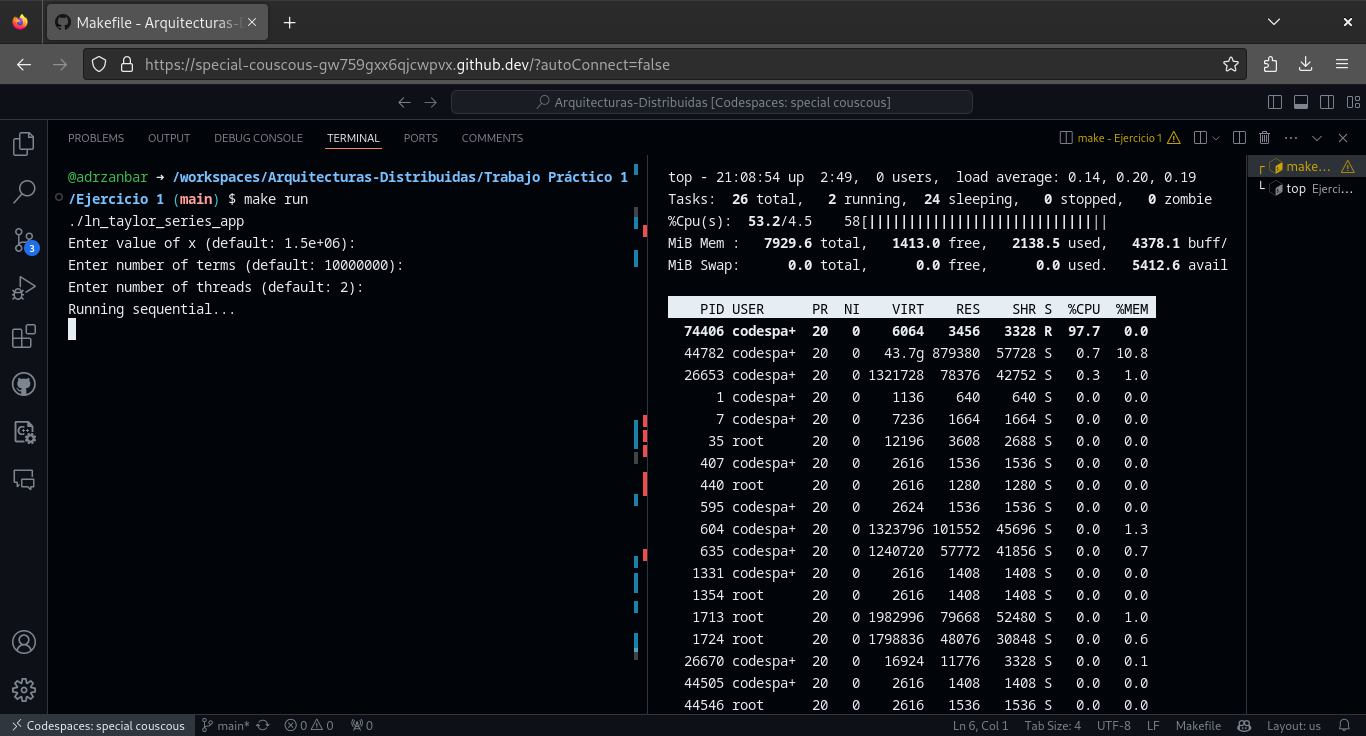 Makefile - Arquitecturas-D
https://special-couscous-gw759gxx6qjcwpvx.github.dev/?autoConnect=false
Arquitecturas-Distribuidas [Codespaces: special couscous]
PROBLEMS OUTPUT DEBUG CONSOLE TERMINAL PORTS COMMENTS
make - Ejercicio 1
@adrzanbar → /workspaces/Arquitecturas-Distribuidas/Trabajo Práctico 1
/Ejercicio 1 (main) $ make run
./ln_taylor_series_app
Enter value of x (default: 1.5e+06):
Enter number of terms (default: 10000000):
Enter number of threads (default: 2):
Running sequential...
top - 21:08:54 up  2:49,  0 users,  load average: 0.14, 0.20, 0.19
Tasks:  26 total,   2 running,  24 sleeping,   0 stopped,   0 zombie
%Cpu(s):  53.2/4.5    58[||||||||||||||||||||||||||||||
MiB Mem :   7929.6 total,   1413.0 free,   2138.5 used,   4378.1 buff/
MiB Swap:      0.0 total,      0.0 free,      0.0 used.   5412.6 avail
PID USER PR NI VIRT RES SHR S %CPU %MEM
74406 codespa+ 20 0 6064 3456 3328 R 97.7 0.0
44782 codespa+ 20 0 43.7g 879380 57728 S 0.7 10.8
26653 codespa+ 20 0 1321728 78376 42752 S 0.3 1.0
1 codespa+ 20 0 1136 640 640 S 0.0 0.0
7 codespa+ 20 0 7236 1664 1664 S 0.0 0.0
35 root 20 0 12196 3608 2688 S 0.0 0.0
407 codespa+ 20 0 2616 1536 1536 S 0.0 0.0
440 root 20 0 2616 1280 1280 S 0.0 0.0
595 codespa+ 20 0 2624 1536 1536 S 0.0 0.0
604 codespa+ 20 0 1323796 101552 45696 S 0.0 1.3
635 codespa+ 20 0 1240720 57772 41856 S 0.0 0.7
1331 codespa+ 20 0 2616 1408 1408 S 0.0 0.0
1354 root 20 0 2616 1408 1408 S 0.0 0.0
1713 root 20 0 1982996 79668 52480 S 0.0 1.0
1724 root 20 0 1798836 48076 30848 S 0.0 0.6
26670 codespa+ 20 0 16924 11776 3328 S 0.0 0.1
44505 codespa+ 20 0 2616 1408 1408 S 0.0 0.0
44546 root 20 0 2616 1536 1536 S 0.0 0.0
make...
top Ejerci...
3
Codespaces: special couscous main* 0 0 0
Ln 6, Col 1 Tab Size: 4 UTF-8 LF Makefile Layout: us